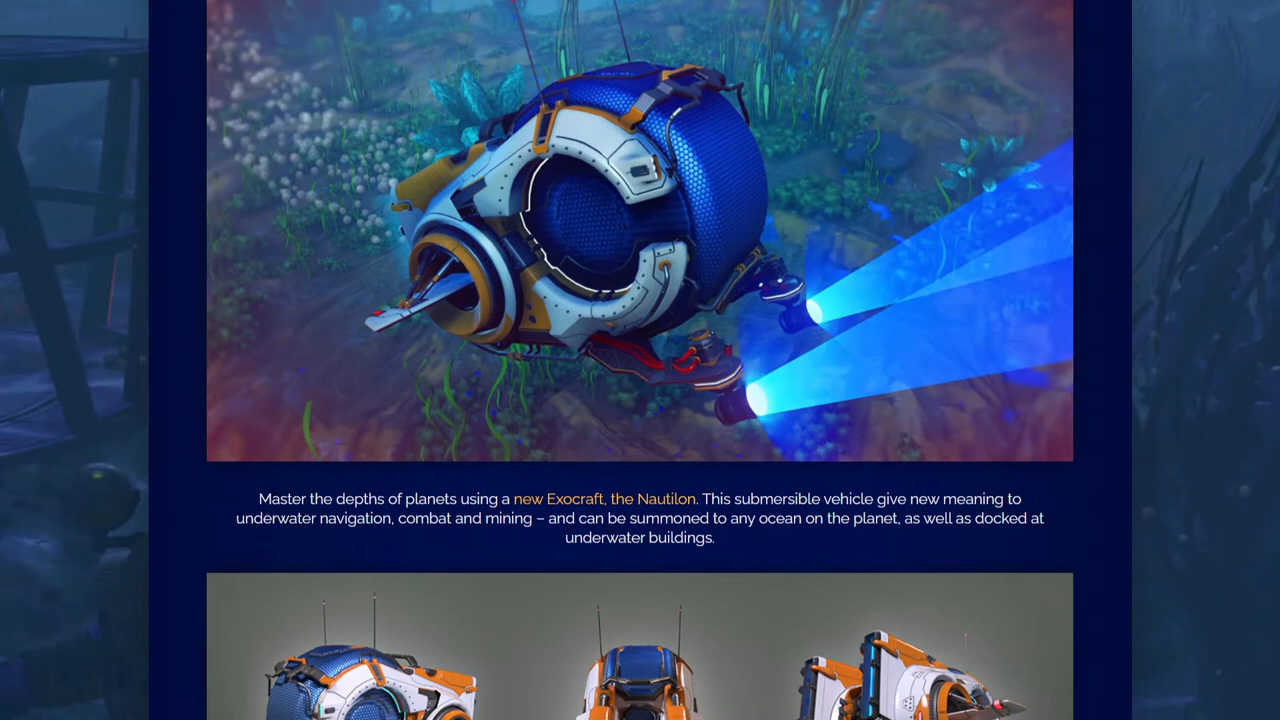 Master the depths of planets using a new Exocraft, the Nautilon. This submersible vehicle give new meaning to
underwater navigation, combat and mining – and can be summoned to any ocean on the planet, as well as docked at
underwater buildings.